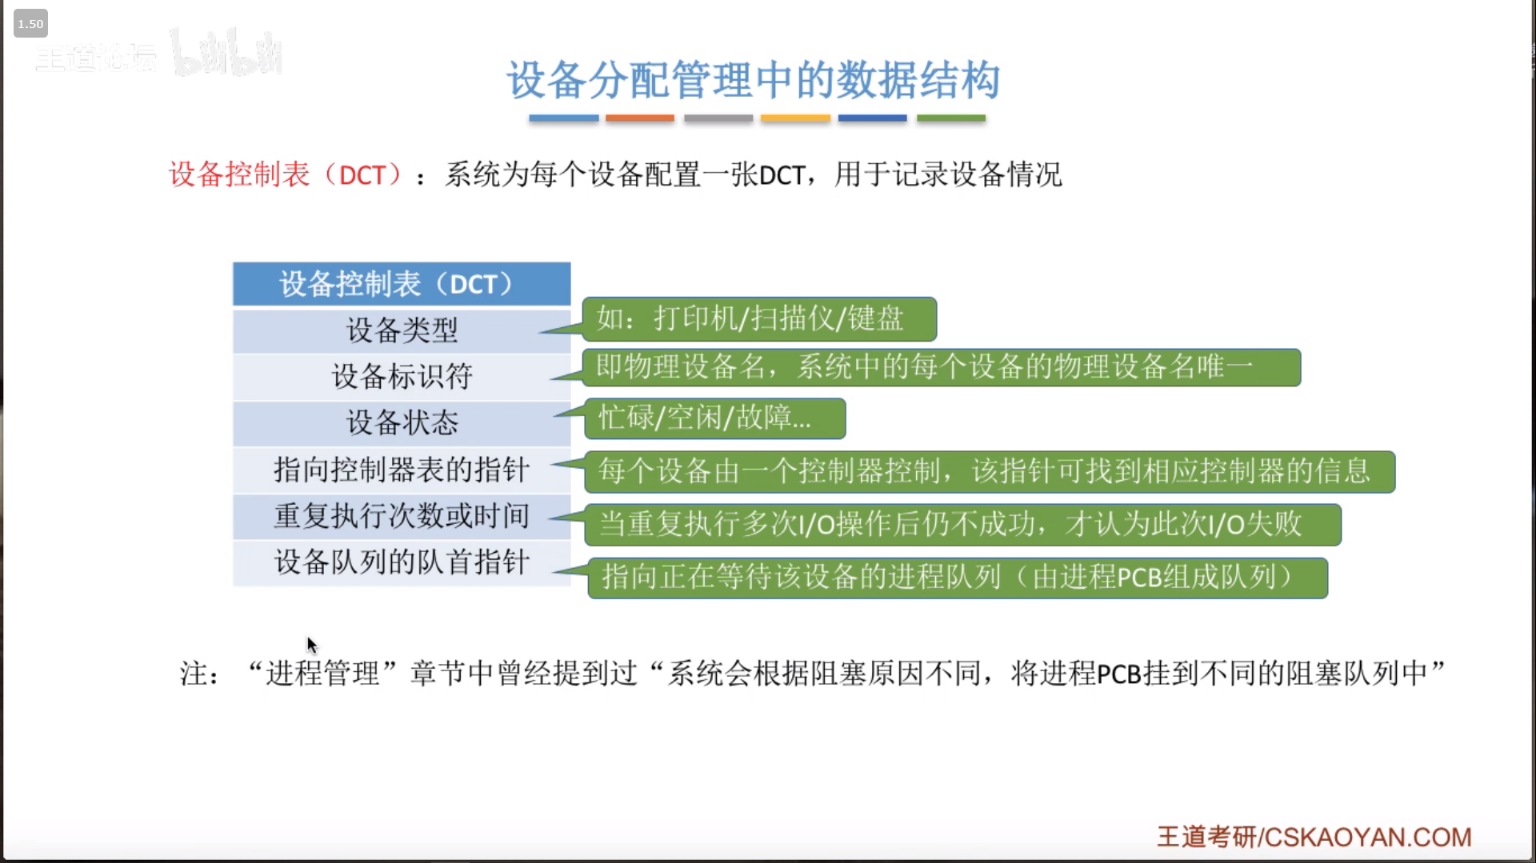 1.50
王道论坛 bilibili
设备分配管理中的数据结构
设备控制表（DCT）：系统为每个设备配置一张DCT，用于记录设备情况
设备控制表（DCT）
设备类型
如：打印机/扫描仪/键盘
设备标识符
即物理设备名，系统中的每个设备的物理设备名唯一
设备状态
忙碌/空闲/故障...
指向控制器表的指针
每个设备由一个控制器控制，该指针可找到相应控制器的信息
重复执行次数或时间
当重复执行多次I/O操作后仍不成功，才认为此次I/O失败
设备队列的队首指针
指向正在等待该设备的进程队列（由进程PCB组成队列）
注：“进程管理”章节中曾经提到过“系统会根据阻塞原因不同，将进程PCB挂到不同的阻塞队列中”
王道考研/CSKAOYAN.COM